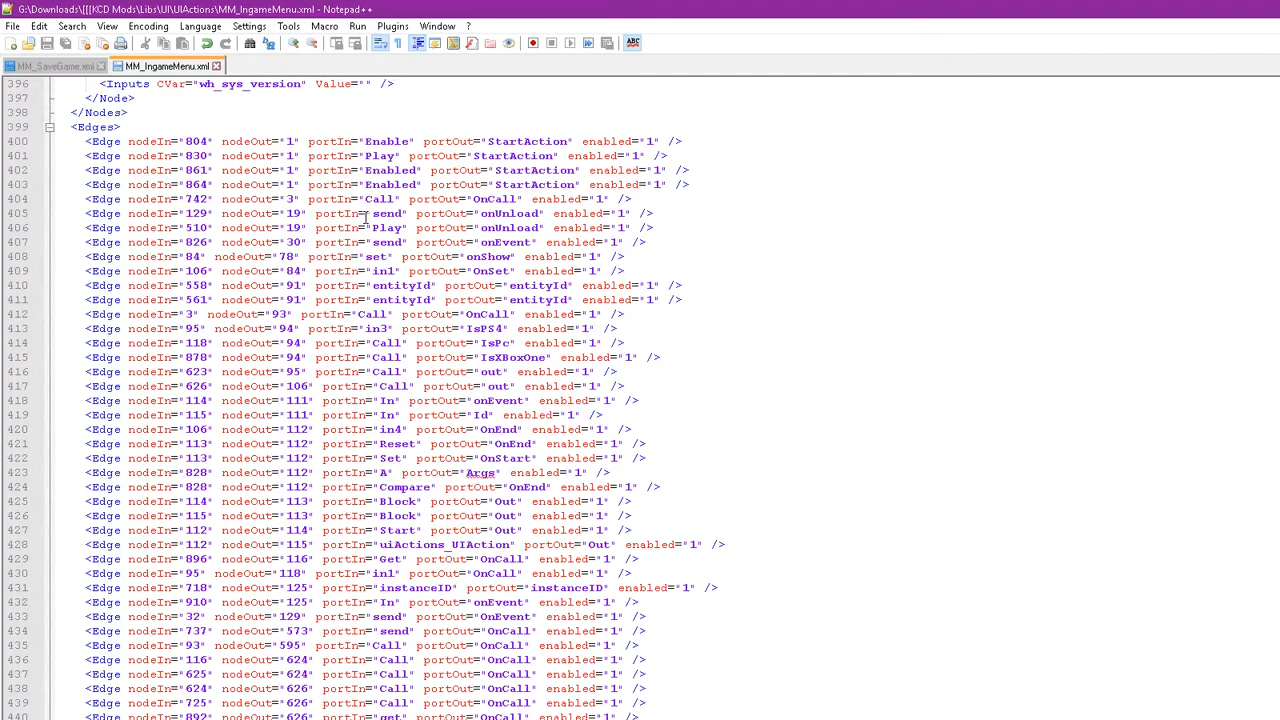 G:\Downloads\[[[KCD Mods\Libs\UI\UIActions\MM_IngameMenu.xml - Notepad++
File Edit Search View Encoding Language Settings Tools Macro Run Plugins Window ?
MM_SaveGame.xml MM_IngameMenu.xml
396 <Inputs CVar="wh_sys_version" Value="" />
397 </Node>
398 </Nodes>
399 <Edges>
400 <Edge nodeIn="804" nodeOut="1" portIn="Enable" portOut="StartAction" enabled="1" />
401 <Edge nodeIn="830" nodeOut="1" portIn="Play" portOut="StartAction" enabled="1" />
402 <Edge nodeIn="861" nodeOut="1" portIn="Enabled" portOut="StartAction" enabled="1" />
403 <Edge nodeIn="864" nodeOut="1" portIn="Enabled" portOut="StartAction" enabled="1" />
404 <Edge nodeIn="742" nodeOut="3" portIn="Call" portOut="OnCall" enabled="1" />
405 <Edge nodeIn="129" nodeOut="19" portIn="send" portOut="onUnload" enabled="1" />
406 <Edge nodeIn="510" nodeOut="19" portIn="Play" portOut="onUnload" enabled="1" />
407 <Edge nodeIn="826" nodeOut="30" portIn="send" portOut="onEvent" enabled="1" />
408 <Edge nodeIn="84" nodeOut="78" portIn="set" portOut="onShow" enabled="1" />
409 <Edge nodeIn="106" nodeOut="84" portIn="in1" portOut="OnSet" enabled="1" />
410 <Edge nodeIn="558" nodeOut="91" portIn="entityId" portOut="entityId" enabled="1" />
411 <Edge nodeIn="561" nodeOut="91" portIn="entityId" portOut="entityId" enabled="1" />
412 <Edge nodeIn="3" nodeOut="93" portIn="Call" portOut="OnCall" enabled="1" />
413 <Edge nodeIn="95" nodeOut="94" portIn="in3" portOut="IsPS4" enabled="1" />
414 <Edge nodeIn="118" nodeOut="94" portIn="Call" portOut="IsPc" enabled="1" />
415 <Edge nodeIn="878" nodeOut="94" portIn="Call" portOut="IsXBoxOne" enabled="1" />
416 <Edge nodeIn="623" nodeOut="95" portIn="Call" portOut="out" enabled="1" />
417 <Edge nodeIn="626" nodeOut="106" portIn="Call" portOut="out" enabled="1" />
418 <Edge nodeIn="114" nodeOut="111" portIn="In" portOut="onEvent" enabled="1" />
419 <Edge nodeIn="115" nodeOut="111" portIn="In" portOut="Id" enabled="1" />
420 <Edge nodeIn="106" nodeOut="112" portIn="in4" portOut="OnEnd" enabled="1" />
421 <Edge nodeIn="113" nodeOut="112" portIn="Reset" portOut="OnEnd" enabled="1" />
422 <Edge nodeIn="113" nodeOut="112" portIn="Set" portOut="OnStart" enabled="1" />
423 <Edge nodeIn="828" nodeOut="112" portIn="A" portOut="Args" enabled="1" />
424 <Edge nodeIn="828" nodeOut="112" portIn="Compare" portOut="OnEnd" enabled="1" />
425 <Edge nodeIn="114" nodeOut="113" portIn="Block" portOut="Out" enabled="1" />
426 <Edge nodeIn="115" nodeOut="113" portIn="Block" portOut="Out" enabled="1" />
427 <Edge nodeIn="112" nodeOut="114" portIn="Start" portOut="Out" enabled="1" />
428 <Edge nodeIn="112" nodeOut="115" portIn="uiActions_UIAction" portOut="Out" enabled="1" />
429 <Edge nodeIn="896" nodeOut="116" portIn="Get" portOut="OnCall" enabled="1" />
430 <Edge nodeIn="95" nodeOut="118" portIn="in1" portOut="OnCall" enabled="1" />
431 <Edge nodeIn="718" nodeOut="125" portIn="instanceID" portOut="instanceID" enabled="1" />
432 <Edge nodeIn="910" nodeOut="125" portIn="In" portOut="onEvent" enabled="1" />
433 <Edge nodeIn="32" nodeOut="129" portIn="send" portOut="OnEvent" enabled="1" />
434 <Edge nodeIn="737" nodeOut="573" portIn="send" portOut="OnCall" enabled="1" />
435 <Edge nodeIn="93" nodeOut="595" portIn="Call" portOut="OnCall" enabled="1" />
436 <Edge nodeIn="116" nodeOut="624" portIn="Call" portOut="OnCall" enabled="1" />
437 <Edge nodeIn="625" nodeOut="624" portIn="Call" portOut="OnCall" enabled="1" />
438 <Edge nodeIn="624" nodeOut="626" portIn="Call" portOut="OnCall" enabled="1" />
439 <Edge nodeIn="725" nodeOut="626" portIn="Call" portOut="OnCall" enabled="1" />
440 <Edge nodeIn="892" nodeOut="626" portIn="get" portOut="OnCall" enabled="1" />